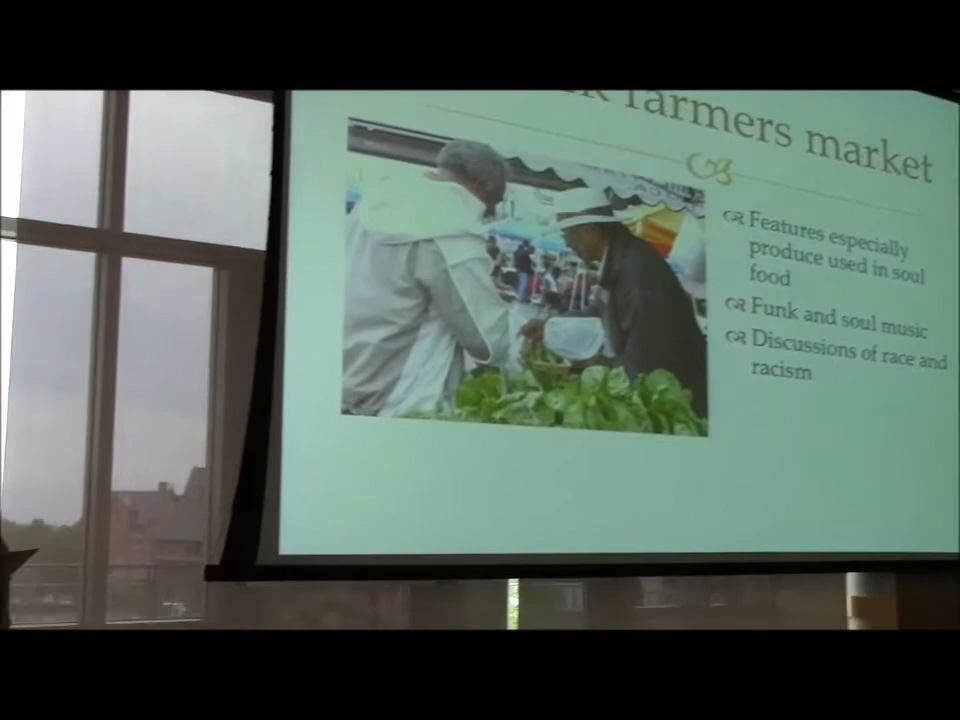 farmers market
Features especially
produce used in soul
food
Funk and soul music
Discussions of race and
racism